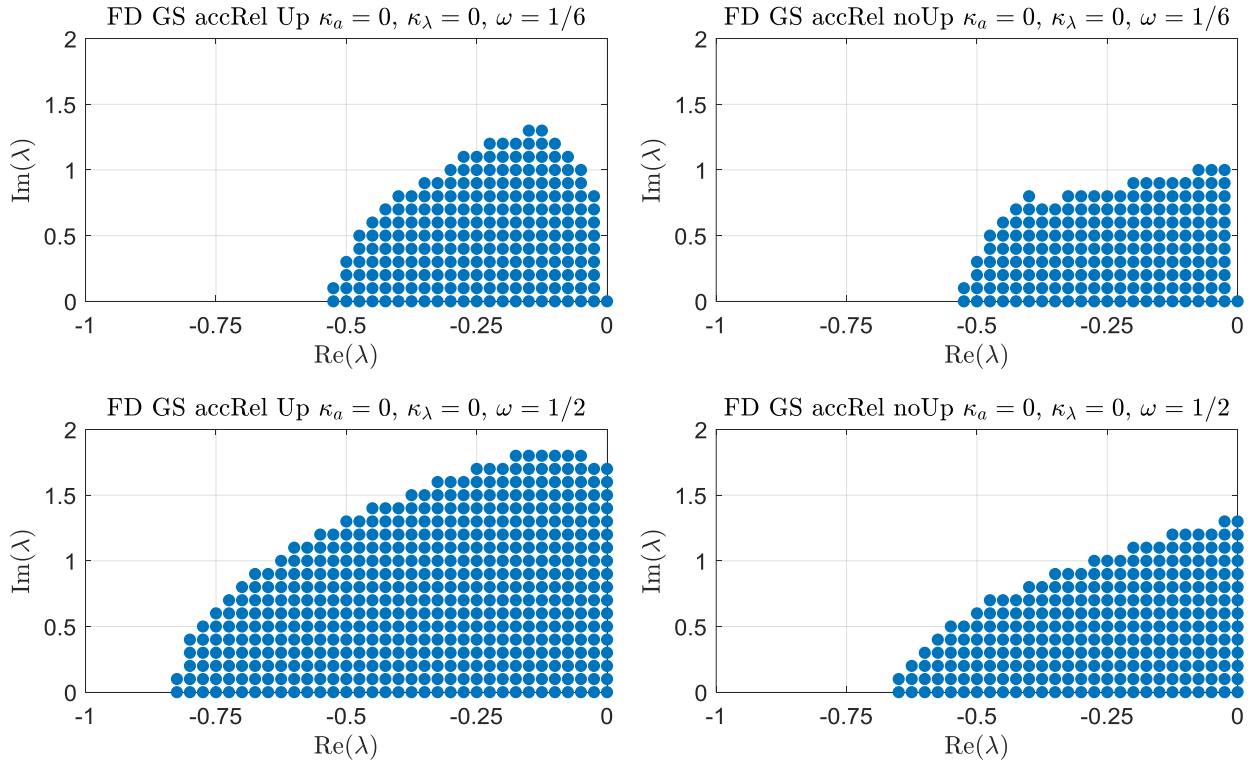 FD GS accRel Up κ_a = 0, κ_λ = 0, ω = 1/6
2
1.5
1
0.5
0
Im(λ)
-1 -0.75 -0.5 -0.25 0
Re(λ)
FD GS accRel noUp κ_a = 0, κ_λ = 0, ω = 1/6
2
1.5
1
0.5
0
Im(λ)
-1 -0.75 -0.5 -0.25 0
Re(λ)
FD GS accRel Up κ_a = 0, κ_λ = 0, ω = 1/2
2
1.5
1
0.5
0
Im(λ)
-1 -0.75 -0.5 -0.25 0
Re(λ)
FD GS accRel noUp κ_a = 0, κ_λ = 0, ω = 1/2
2
1.5
1
0.5
0
Im(λ)
-1 -0.75 -0.5 -0.25 0
Re(λ)